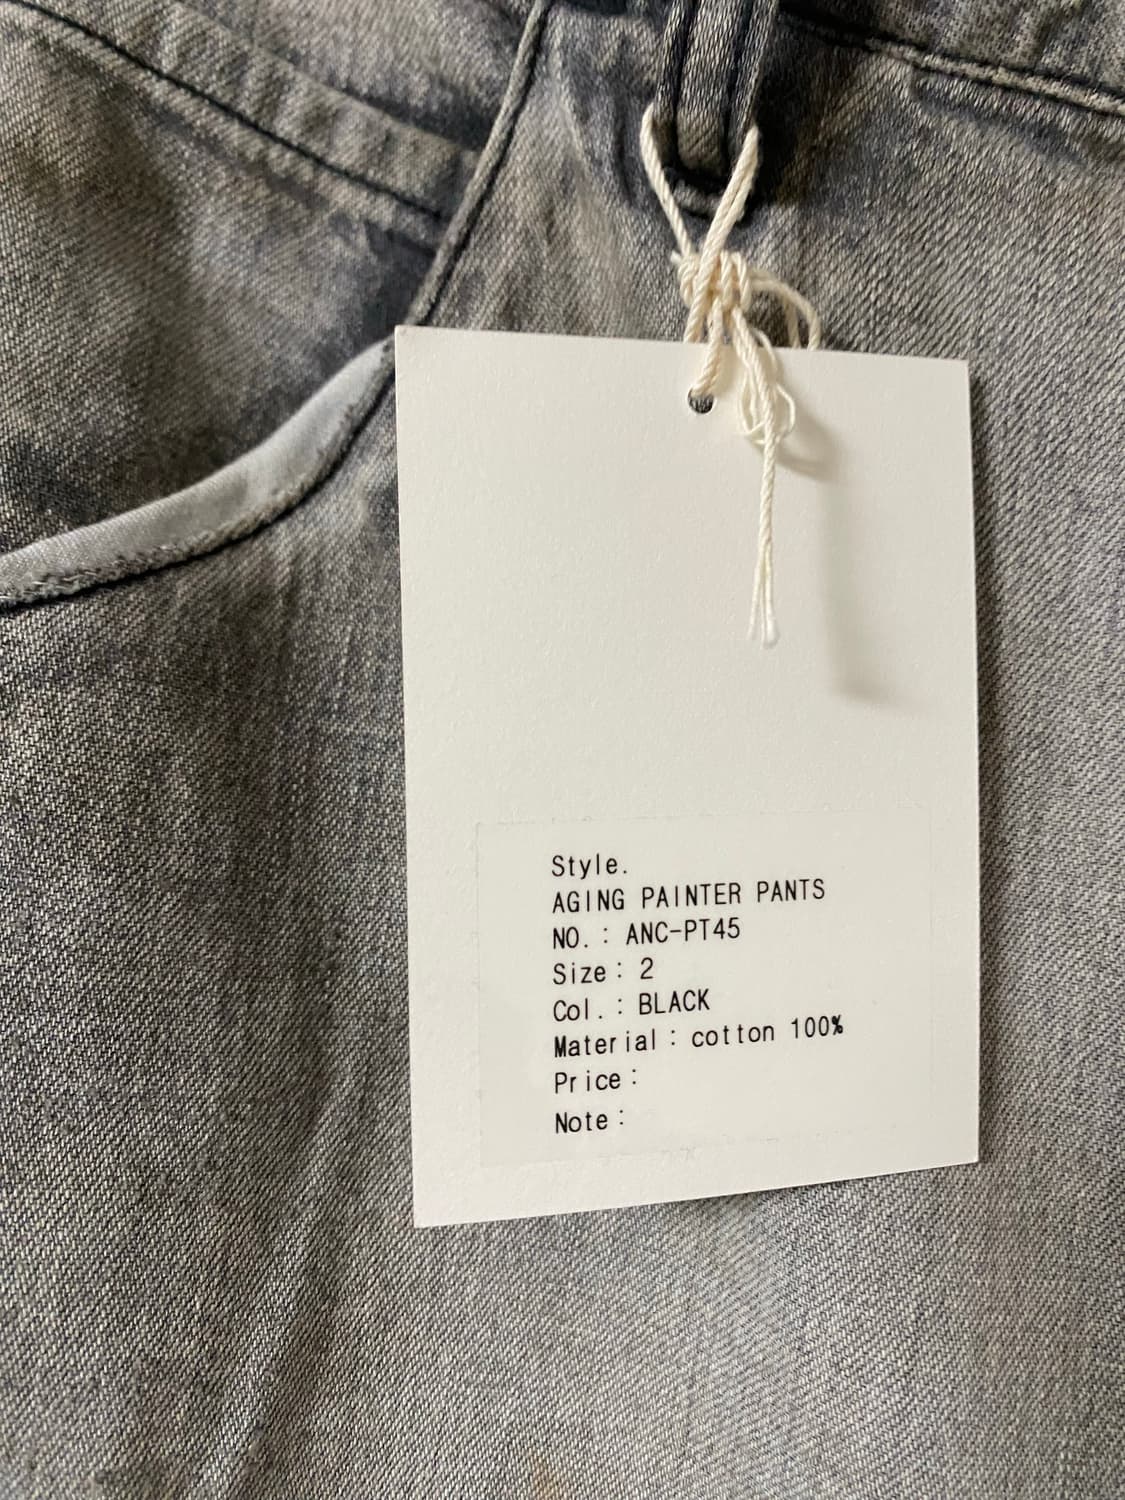 Style.
AGING PAINTER PANTS
NO.: ANC-PT45
Size: 2
Col.: BLACK
Material: cotton 100%
Price:
Note: